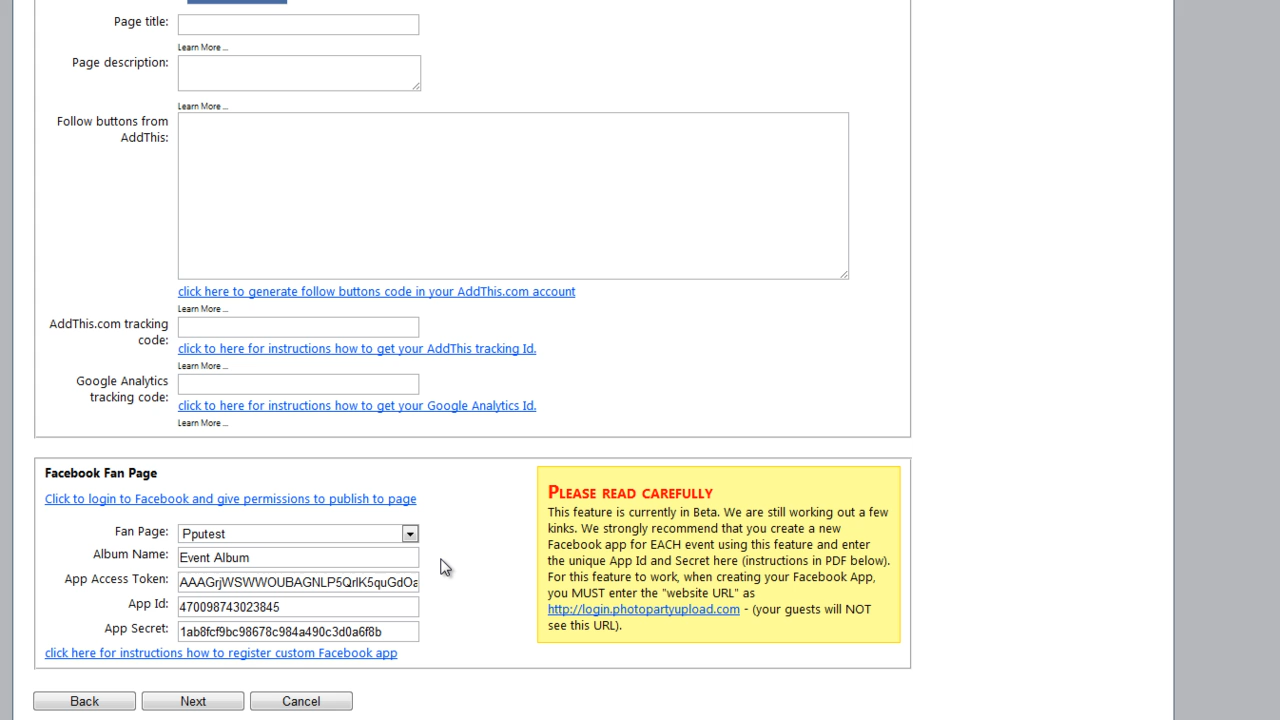 Page title:
Learn More ...
Page description:
Learn More ...
Follow buttons from
AddThis:
click here to generate follow buttons code in your AddThis.com account
Learn More ...
AddThis.com tracking
code:
click to here for instructions how to get your AddThis tracking Id.
Learn More ...
Google Analytics
tracking code:
click to here for instructions how to get your Google Analytics Id.
Learn More ...
Facebook Fan Page
Click to login to Facebook and give permissions to publish to page
Fan Page: Pputest
Album Name: Event Album
App Access Token: AAAGrjWSWWOUBAGNLP5QrlK5quGdOa
App Id: 470098743023845
App Secret: 1ab8fcf9bc98678c984a490c3d0a6f8b
click here for instructions how to register custom Facebook app
PLEASE READ CAREFULLY
This feature is currently in Beta. We are still working out a few
kinks. We strongly recommend that you create a new
Facebook app for EACH event using this feature and enter
the unique App Id and Secret here (instructions in PDF below).
For this feature to work, when creating your Facebook App,
you MUST enter the "website URL" as
http://login.photopartyupload.com - (your guests will NOT
see this URL).
Back Next Cancel